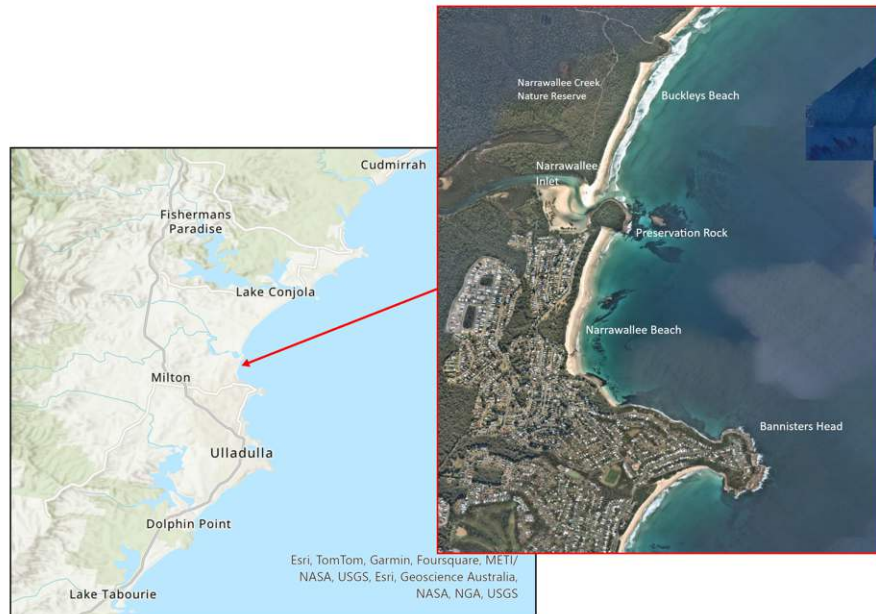 Cudmirrah
Fishermans
Paradise
Lake Conjola
Milton
Ulladulla
Dolphin Point
Lake Tabourie
Esri, TomTom, Garmin, Foursquare, METI/
NASA, USGS, Esri, Geoscience Australia,
NASA, NGA, USGS
Narrawallee Creek
Nature Reserve
Buckleys Beach
Narrawallee
Inlet
Preservation Rock
Narrawallee Beach
Bannisters Head